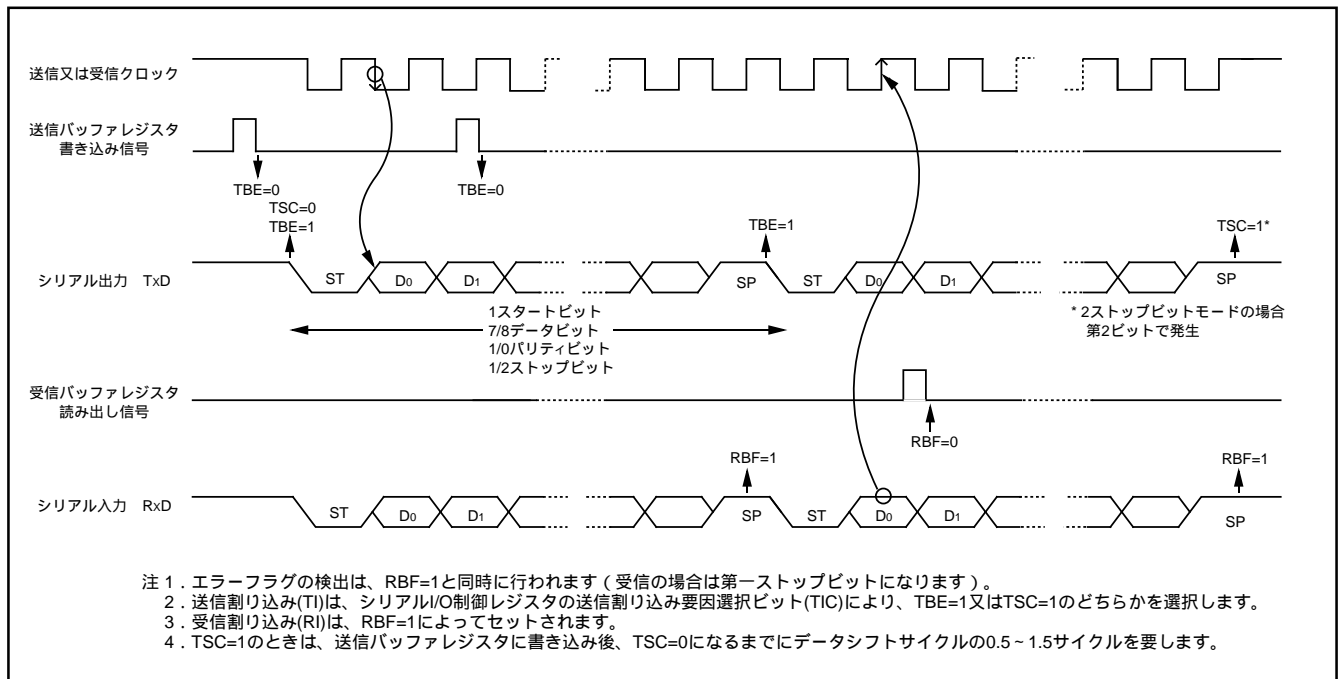 送信又は受信クロック
送信バッファレジスタ
書き込み信号
TBE=0
TSC=0
TBE=1
TBE=0
TBE=1
TSC=1*
シリアル出力 TxD
ST
D0
D1
SP
ST
D0
D1
SP
1スタートビット
7/8データビット
1/0パリティビット
1/2ストップビット
* 2ストップビットモードの場合
第2ビットで発生
受信バッファレジスタ
読み出し信号
RBF=0
RBF=1
RBF=1
シリアル入力 RxD
ST
D0
D1
SP
ST
D0
D1
SP
注 1．エラーフラグの検出は、RBF=1と同時に行われます（受信の場合は第一ストップビットになります）。
2．送信割り込み(TI)は、シリアルI/O制御レジスタの送信割り込み要因選択ビット(TIC)により、TBE=1又はTSC=1のどちらかを選択します。
3．受信割り込み(RI)は、RBF=1によってセットされます。
4．TSC=1のときは、送信バッファレジスタに書き込み後、TSC=0になるまでにデータシフトサイクルの0.5～1.5サイクルを要します。